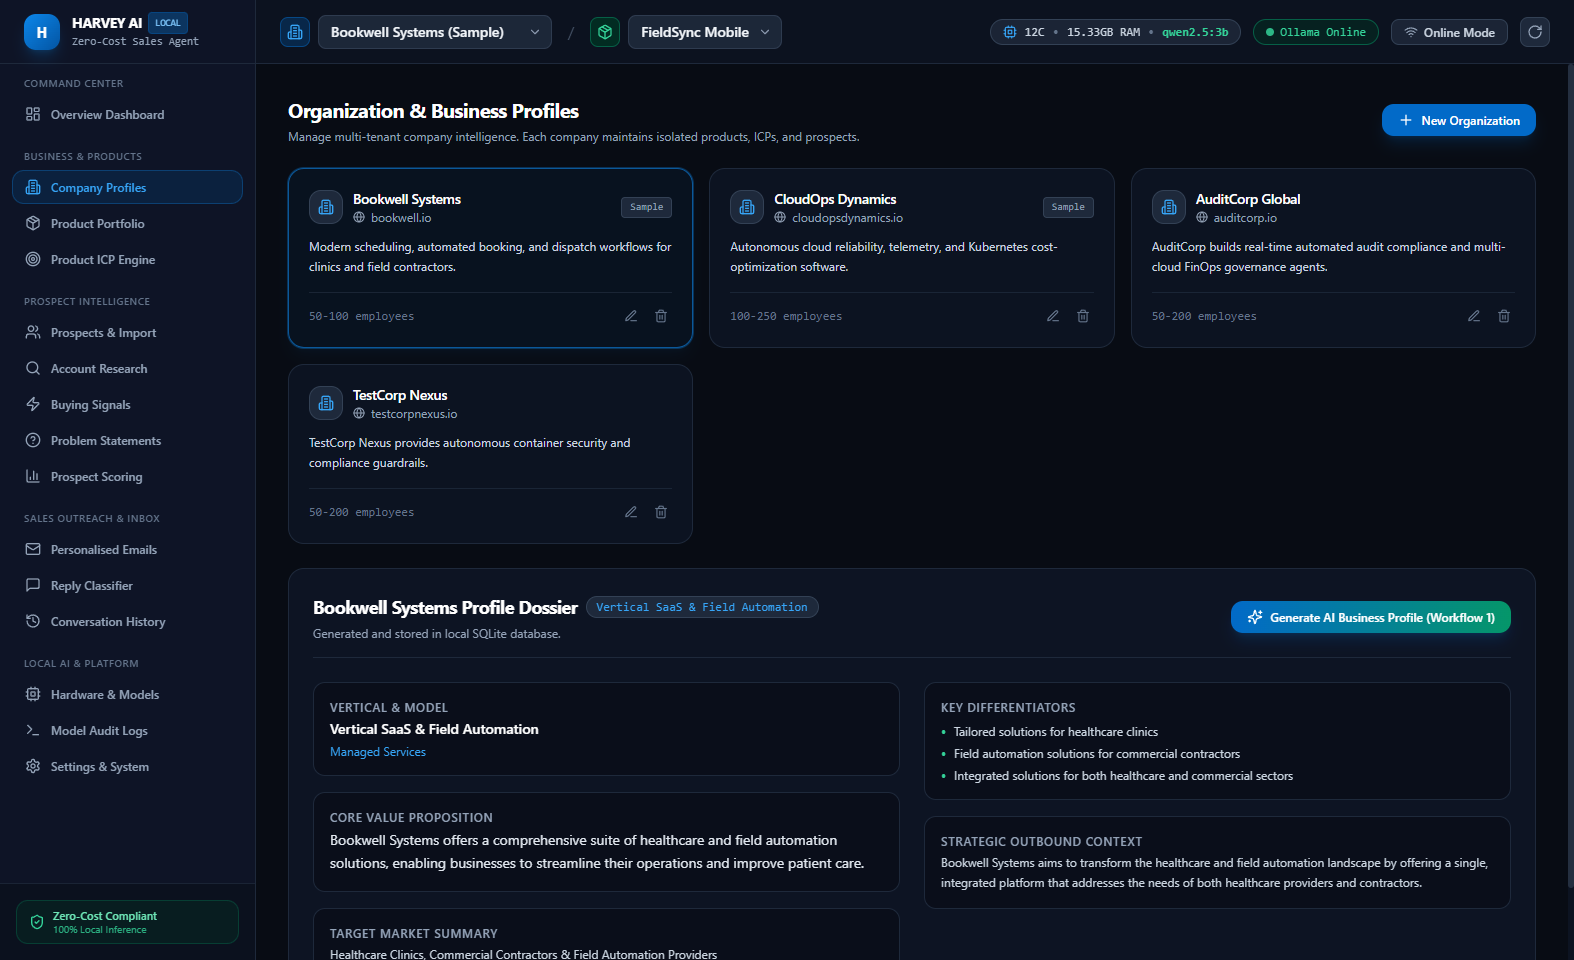 H
HARVEY AI LOCAL
Zero-Cost Sales Agent
Bookwell Systems (Sample)
/
FieldSync Mobile
12C • 15.33GB RAM • qwen2.5:3b
Ollama Online
Online Mode
COMMAND CENTER
Overview Dashboard
BUSINESS & PRODUCTS
Company Profiles
Product Portfolio
Product ICP Engine
PROSPECT INTELLIGENCE
Prospects & Import
Account Research
Buying Signals
Problem Statements
Prospect Scoring
SALES OUTREACH & INBOX
Personalised Emails
Reply Classifier
Conversation History
LOCAL AI & PLATFORM
Hardware & Models
Model Audit Logs
Settings & System
Zero-Cost Compliant
100% Local Inference
Organization & Business Profiles
Manage multi-tenant company intelligence. Each company maintains isolated products, ICPs, and prospects.
New Organization
Bookwell Systems
bookwell.io
Sample
Modern scheduling, automated booking, and dispatch workflows for
clinics and field contractors.
50-100 employees
CloudOps Dynamics
cloudopsdynamics.io
Sample
Autonomous cloud reliability, telemetry, and Kubernetes cost-
optimization software.
100-250 employees
AuditCorp Global
auditcorp.io
AuditCorp builds real-time automated audit compliance and multi-
cloud FinOps governance agents.
50-200 employees
TestCorp Nexus
testcorpnexus.io
TestCorp Nexus provides autonomous container security and
compliance guardrails.
50-200 employees
Bookwell Systems Profile Dossier
Vertical SaaS & Field Automation
Generated and stored in local SQLite database.
Generate AI Business Profile (Workflow 1)
VERTICAL & MODEL
Vertical SaaS & Field Automation
Managed Services
CORE VALUE PROPOSITION
Bookwell Systems offers a comprehensive suite of healthcare and field automation
solutions, enabling businesses to streamline their operations and improve patient care.
TARGET MARKET SUMMARY
Healthcare Clinics, Commercial Contractors & Field Automation Providers
KEY DIFFERENTIATORS
• Tailored solutions for healthcare clinics
• Field automation solutions for commercial contractors
• Integrated solutions for both healthcare and commercial sectors
STRATEGIC OUTBOUND CONTEXT
Bookwell Systems aims to transform the healthcare and field automation landscape by offering a single,
integrated platform that addresses the needs of both healthcare providers and contractors.